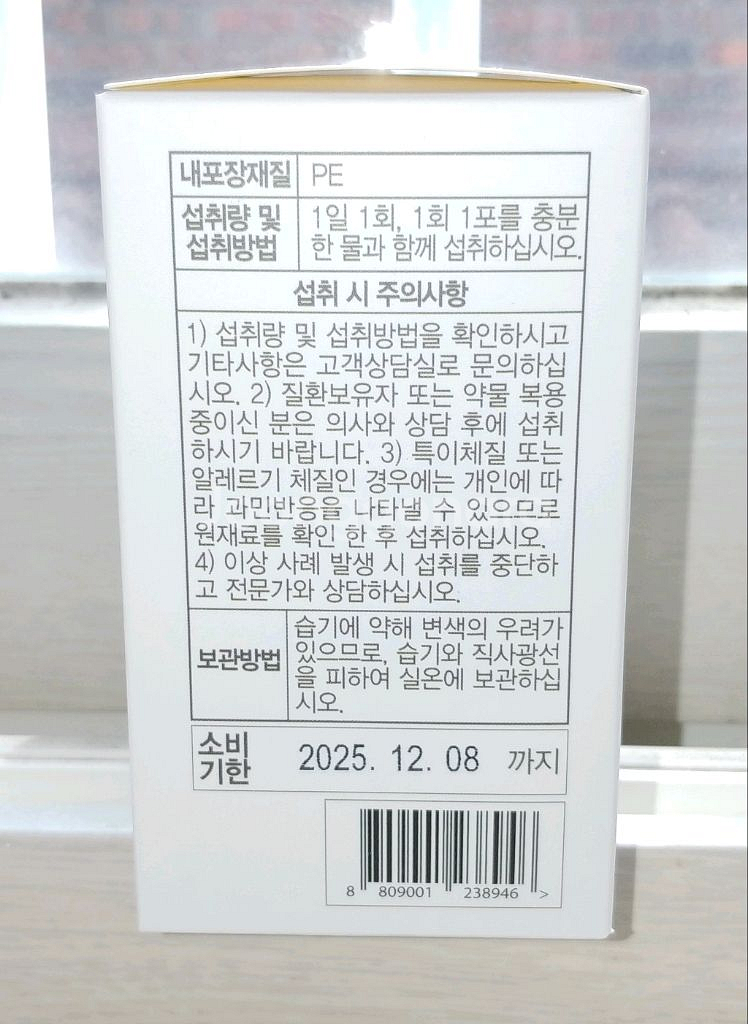 내포장재질 PE
섭취량 및 섭취방법
1일 1회, 1회 1포를 충분
한 물과 함께 섭취하십시오.
섭취 시 주의사항
1) 섭취량 및 섭취방법을 확인하시고
기타사항은 고객상담실로 문의하십
시오. 2) 질환보유자 또는 약물 복용
중이신 분은 의사와 상담 후에 섭취
하시기 바랍니다. 3) 특이체질 또는
알레르기 체질인 경우에는 개인에 따
라 과민반응을 나타낼 수 있으므로
원재료를 확인 한 후 섭취하십시오.
4) 이상 사례 발생 시 섭취를 중단하
고 전문가와 상담하십시오.
보관방법
습기에 약해 변색의 우려가
있으므로, 습기와 직사광선
을 피하여 실온에 보관하십
시오.
소비
기한
2025. 12. 08 까지
8 809001 238946 >